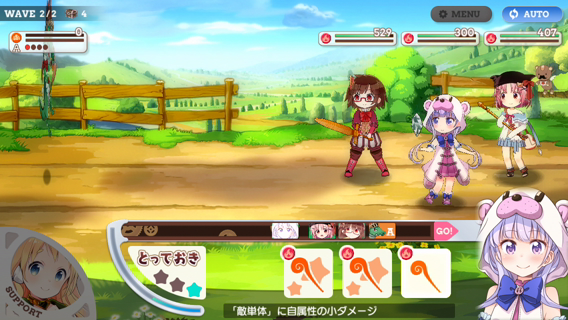 WAVE 2/2 4
MENU
AUTO
0
A
529
300
407
A
GO!
とっておき
SUPPORT
「敵単体」に自属性の小ダメージ